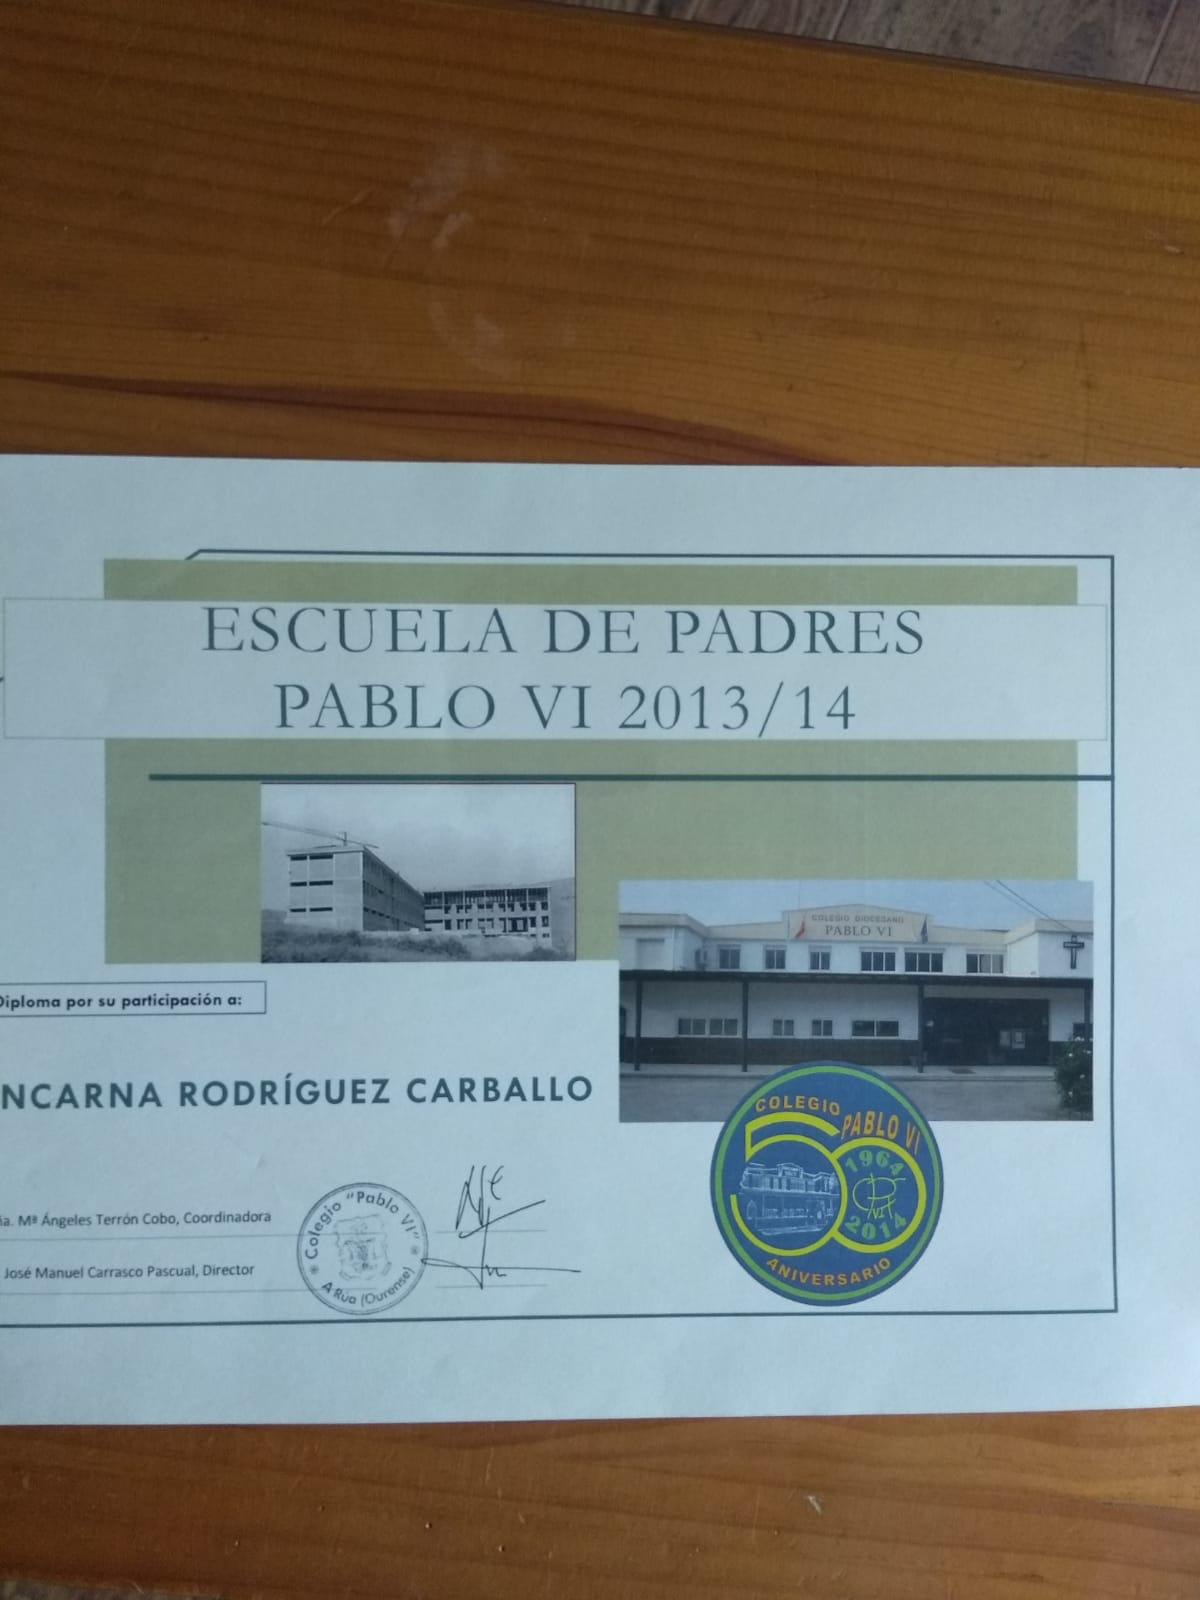 ESCUELA DE PADRES
PABLO VI 2013/14
COLEGIO DIOCESANO
PABLO VI
Diploma por su participación a:
NCARNA RODRÍGUEZ CARBALLO
ña. Mª Ángeles Terrón Cobo, Coordinadora
José Manuel Carrasco Pascual, Director
Colegio "Pablo VI"
A Rúa (Ourense)
COLEGIO PABLO VI
50
1964
2014
ANIVERSARIO